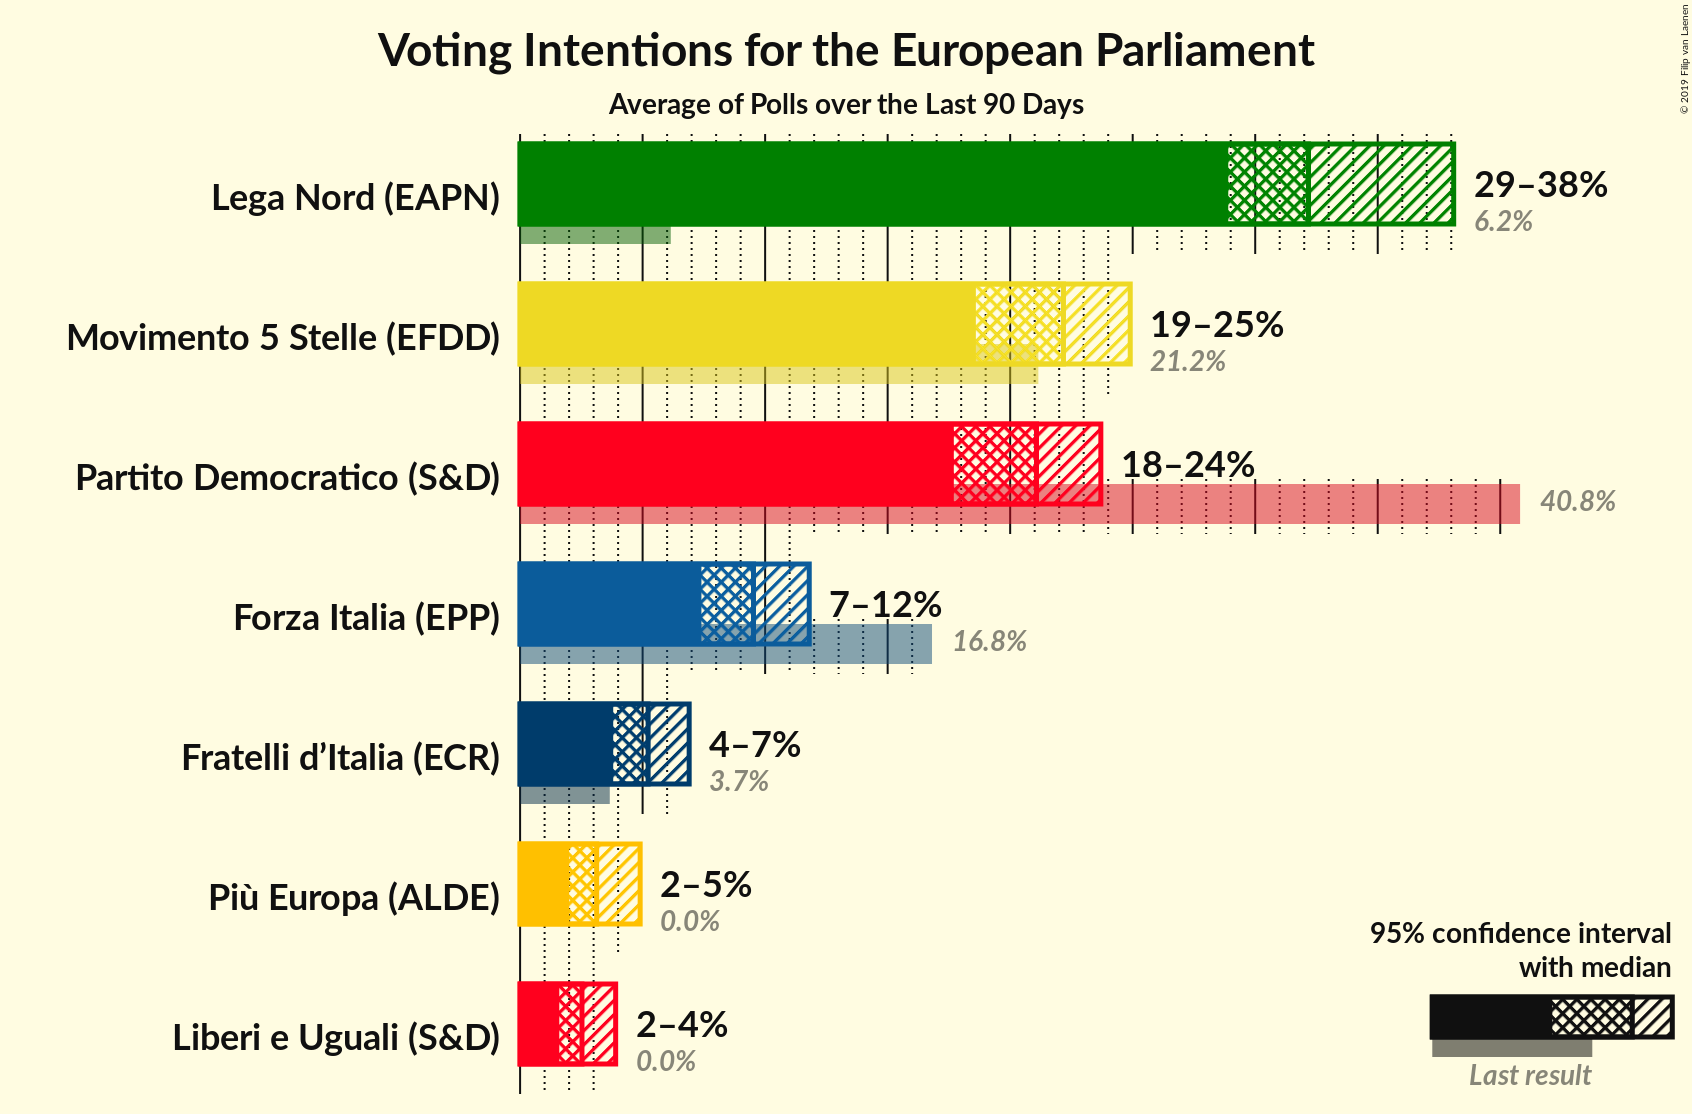 Voting Intentions for the European Parliament
Average of Polls over the Last 90 Days
© 2019 Filip van Laenen
Lega Nord (EAPN)
29–38%
6.2%
Movimento 5 Stelle (EFDD)
19–25%
21.2%
Partito Democratico (S&D)
18–24%
40.8%
Forza Italia (EPP)
7–12%
16.8%
Fratelli d’Italia (ECR)
4–7%
3.7%
Più Europa (ALDE)
2–5%
0.0%
Liberi e Uguali (S&D)
2–4%
0.0%
95% confidence interval
with median
Last result